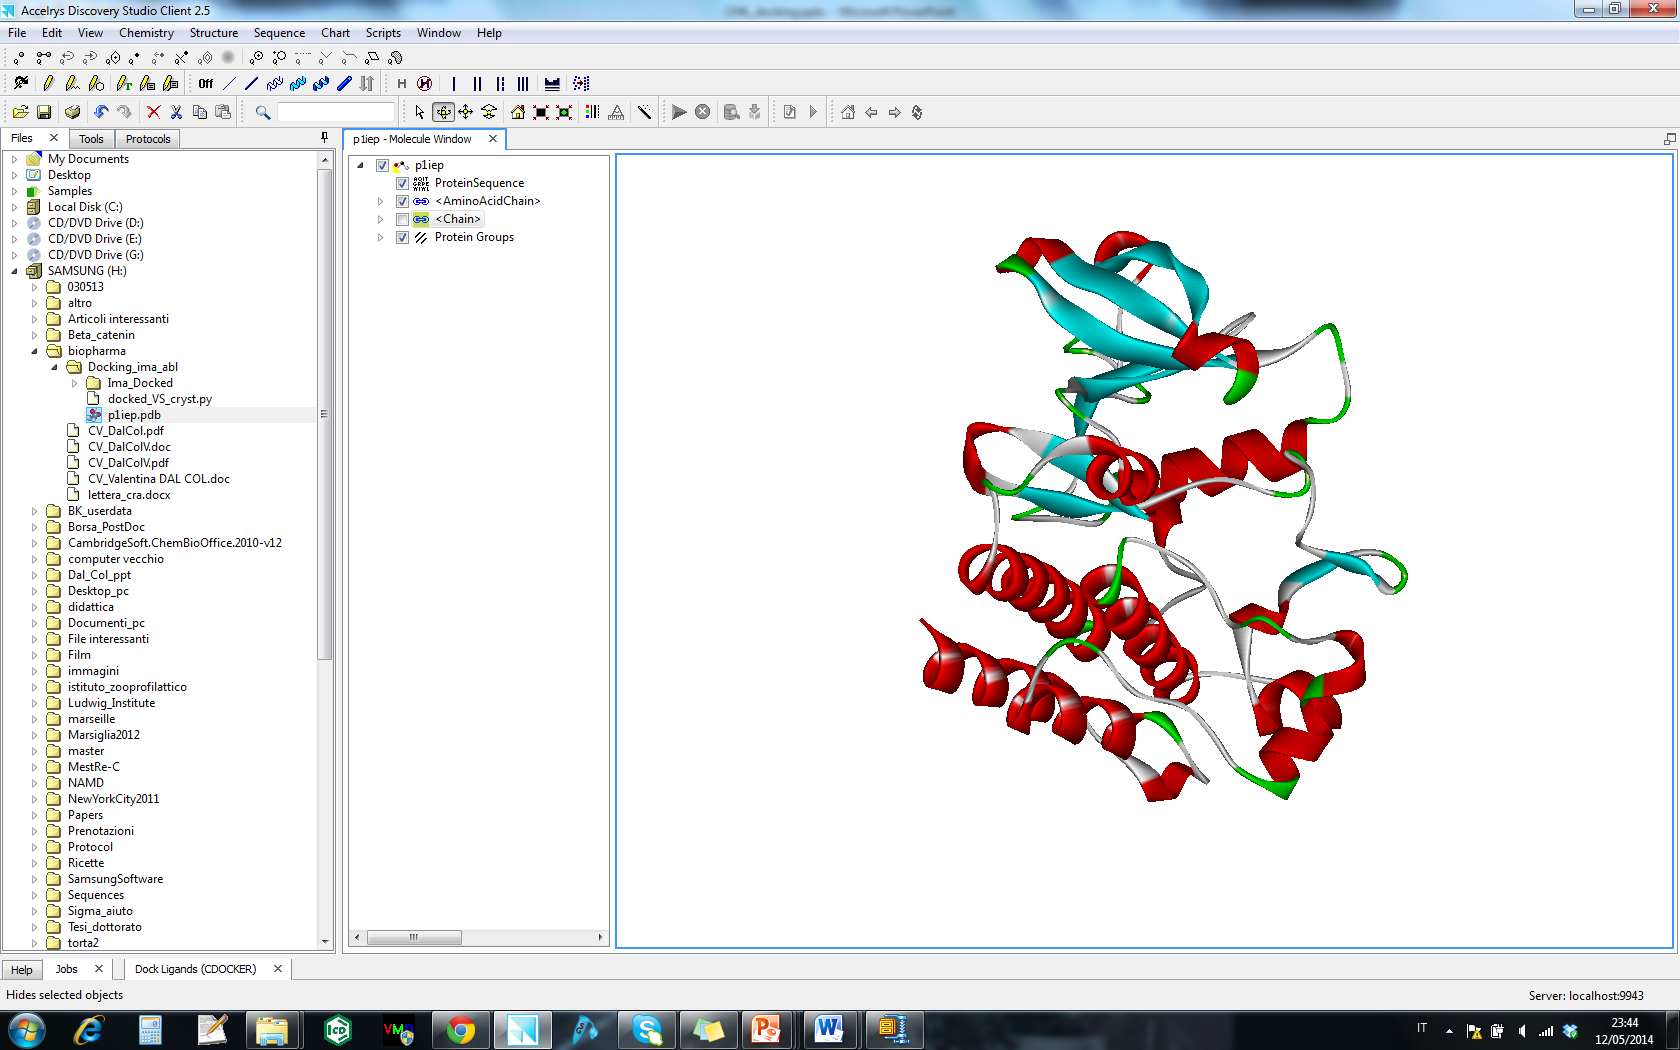 Accelrys Discovery Studio Client 2.5
File Edit View Chemistry Structure Sequence Chart Scripts Window Help
Off
H H
Files Tools Protocols
p1iep - Molecule Window
My Documents
Desktop
Samples
Local Disk (C:)
CD/DVD Drive (D:)
CD/DVD Drive (E:)
CD/DVD Drive (G:)
SAMSUNG (H:)
030513
altro
Articoli interessanti
Beta_catenin
biopharma
Docking_ima_abl
Ima_Docked
docked_VS_cryst.py
p1iep.pdb
CV_DalCol.pdf
CV_DalColV.doc
CV_DalColV.pdf
CV_Valentina DAL COL.doc
lettera_cra.docx
BK_userdata
Borsa_PostDoc
CambridgeSoft.ChemBioOffice.2010-v12
computer vecchio
Dal_Col_ppt
Desktop_pc
didattica
Documenti_pc
File interessanti
Film
immagini
istituto_zooprofilattico
Ludwig_Institute
marseille
Marsiglia2012
master
MestRe-C
NAMD
NewYorkCity2011
Papers
Prenotazioni
Protocol
Ricette
SamsungSoftware
Sequences
Sigma_aiuto
Tesi_dottorato
torta2
p1iep
ProteinSequence
<AminoAcidChain>
<Chain>
Protein Groups
Help Jobs Dock Ligands (CDOCKER)
Hides selected objects
Server: localhost:9943
IT
23:44
12/05/2014